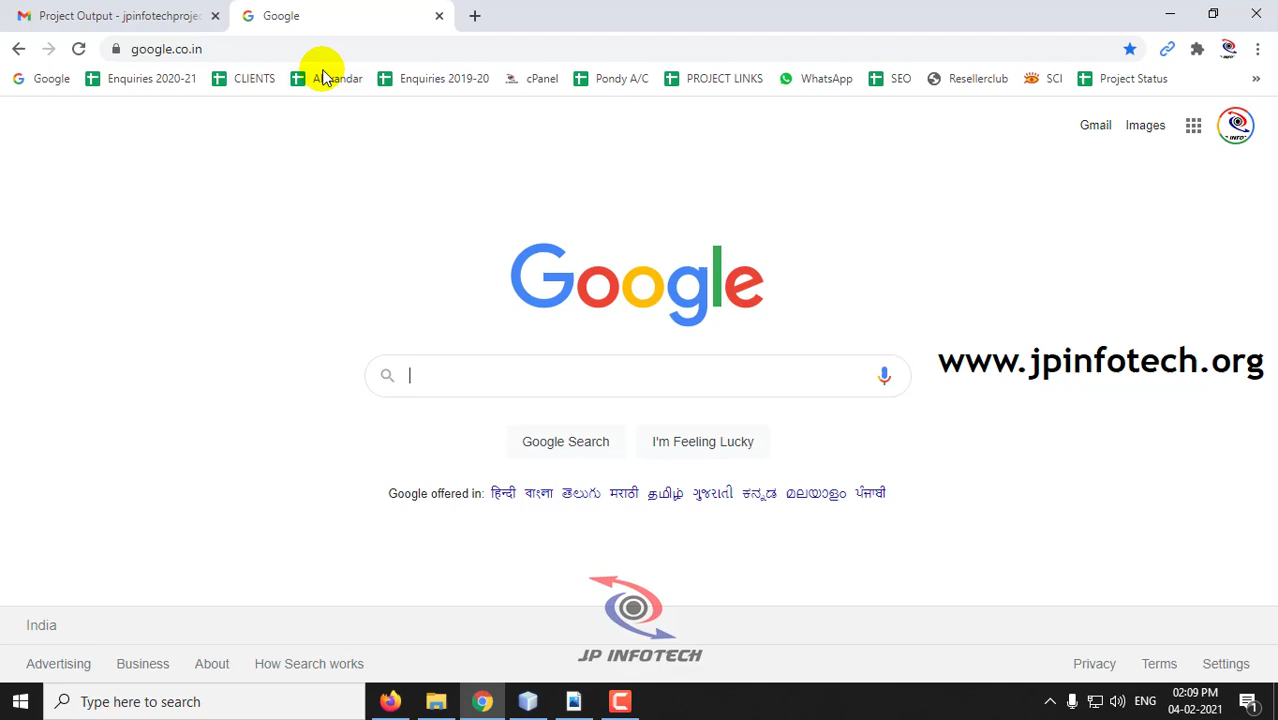 Project Output - jpinfotechproje
Google
google.co.in
Google
Enquiries 2020-21
CLIENTS
Enquiries 2019-20
cPanel
Pondy A/C
PROJECT LINKS
WhatsApp
SEO
Resellerclub
SCI
Project Status
»
Gmail
Images
Google
www.jpinfotech.org
Google Search
I'm Feeling Lucky
Google offered in: हिन्दी বাংলা తెలుగు मराठी தமிழ் ગુજરાતી ಕನ್ನಡ മലയാളം ਪੰਜਾਬੀ
India
JP INFOTECH
Advertising
Business
About
How Search works
Privacy
Terms
Settings
Type here to search
ENG
02:09 PM
04-02-2021
1